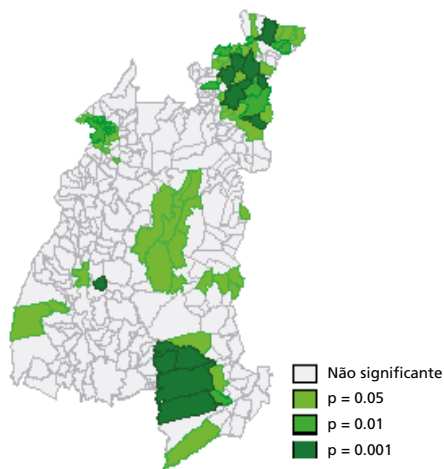 Não significante
p = 0.05
p = 0.01
p = 0.001